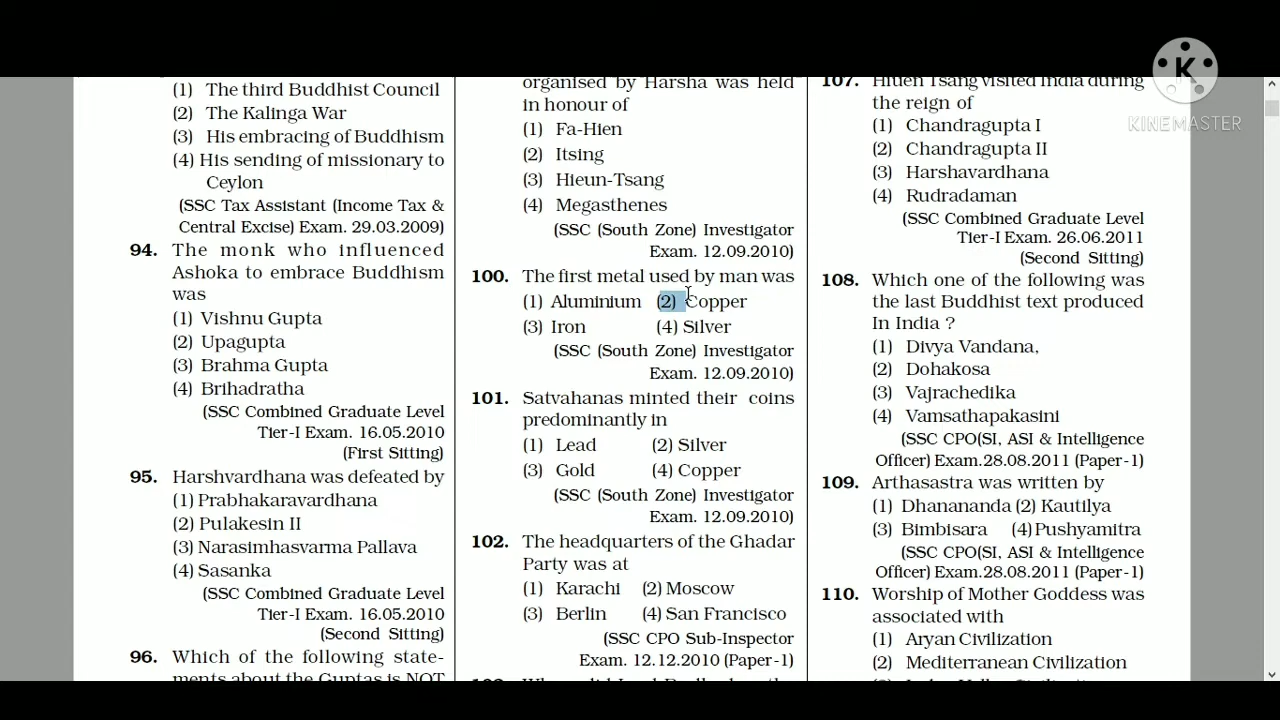 (1) The third Buddhist Council
(2) The Kalinga War
(3) His embracing of Buddhism
(4) His sending of missionary to
Ceylon
(SSC Tax Assistant (Income Tax &
Central Excise) Exam. 29.03.2009)
94. The monk who influenced
Ashoka to embrace Buddhism
was
(1) Vishnu Gupta
(2) Upagupta
(3) Brahma Gupta
(4) Brihadratha
(SSC Combined Graduate Level
Tier-I Exam. 16.05.2010
(First Sitting)
95. Harshvardhana was defeated by
(1) Prabhakaravardhana
(2) Pulakesin II
(3) Narasimhasvarma Pallava
(4) Sasanka
(SSC Combined Graduate Level
Tier-I Exam. 16.05.2010
(Second Sitting)
96. Which of the following state-
ments about the Guptas is NOT
organised by Harsha was held
in honour of
(1) Fa-Hien
(2) Itsing
(3) Hieun-Tsang
(4) Megasthenes
(SSC (South Zone) Investigator
Exam. 12.09.2010)
100. The first metal used by man was
(1) Aluminium (2) Copper
(3) Iron (4) Silver
(SSC (South Zone) Investigator
Exam. 12.09.2010)
101. Satvahanas minted their coins
predominantly in
(1) Lead (2) Silver
(3) Gold (4) Copper
(SSC (South Zone) Investigator
Exam. 12.09.2010)
102. The headquarters of the Ghadar
Party was at
(1) Karachi (2) Moscow
(3) Berlin (4) San Francisco
(SSC CPO Sub-Inspector
Exam. 12.12.2010 (Paper-1)
107. Hiuen Tsang visited India during
the reign of
(1) Chandragupta I
(2) Chandragupta II
(3) Harshavardhana
(4) Rudradaman
(SSC Combined Graduate Level
Tier-I Exam. 26.06.2011
(Second Sitting)
108. Which one of the following was
the last Buddhist text produced
In India ?
(1) Divya Vandana,
(2) Dohakosa
(3) Vajrachedika
(4) Vamsathapakasini
(SSC CPO(SI, ASI & Intelligence
Officer) Exam.28.08.2011 (Paper-1)
109. Arthasastra was written by
(1) Dhanananda (2) Kautilya
(3) Bimbisara (4) Pushyamitra
(SSC CPO(SI, ASI & Intelligence
Officer) Exam.28.08.2011 (Paper-1)
110. Worship of Mother Goddess was
associated with
(1) Aryan Civilization
(2) Mediterranean Civilization
K
KINEMASTER